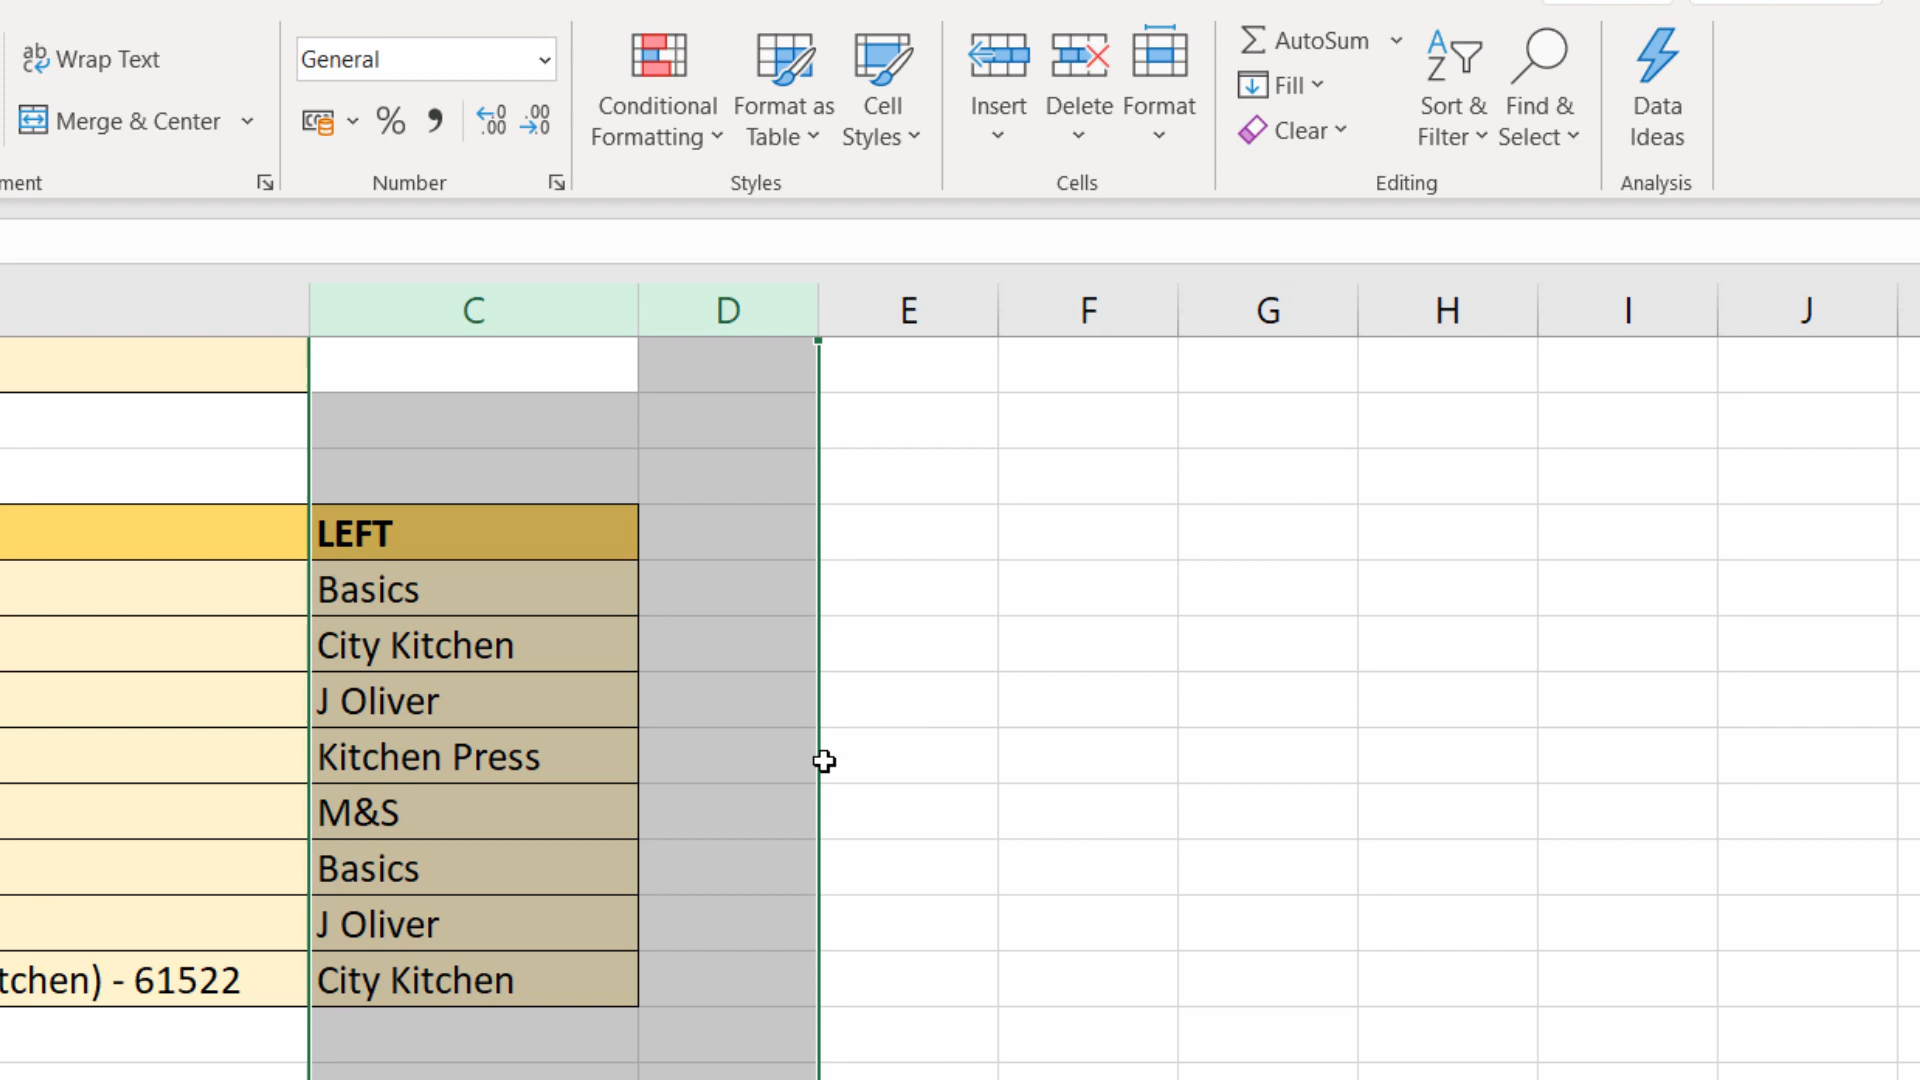 Wrap Text
Merge & Center
ment
General
Number
Conditional
Formatting
Format as
Table
Cell
Styles
Styles
Insert
Delete
Format
Cells
AutoSum
Fill
Clear
Sort &
Filter
Find &
Select
Editing
Data
Ideas
Analysis
C D E F G H I J
LEFT
Basics
City Kitchen
J Oliver
Kitchen Press
M&S
Basics
J Oliver
tchen) - 61522 City Kitchen